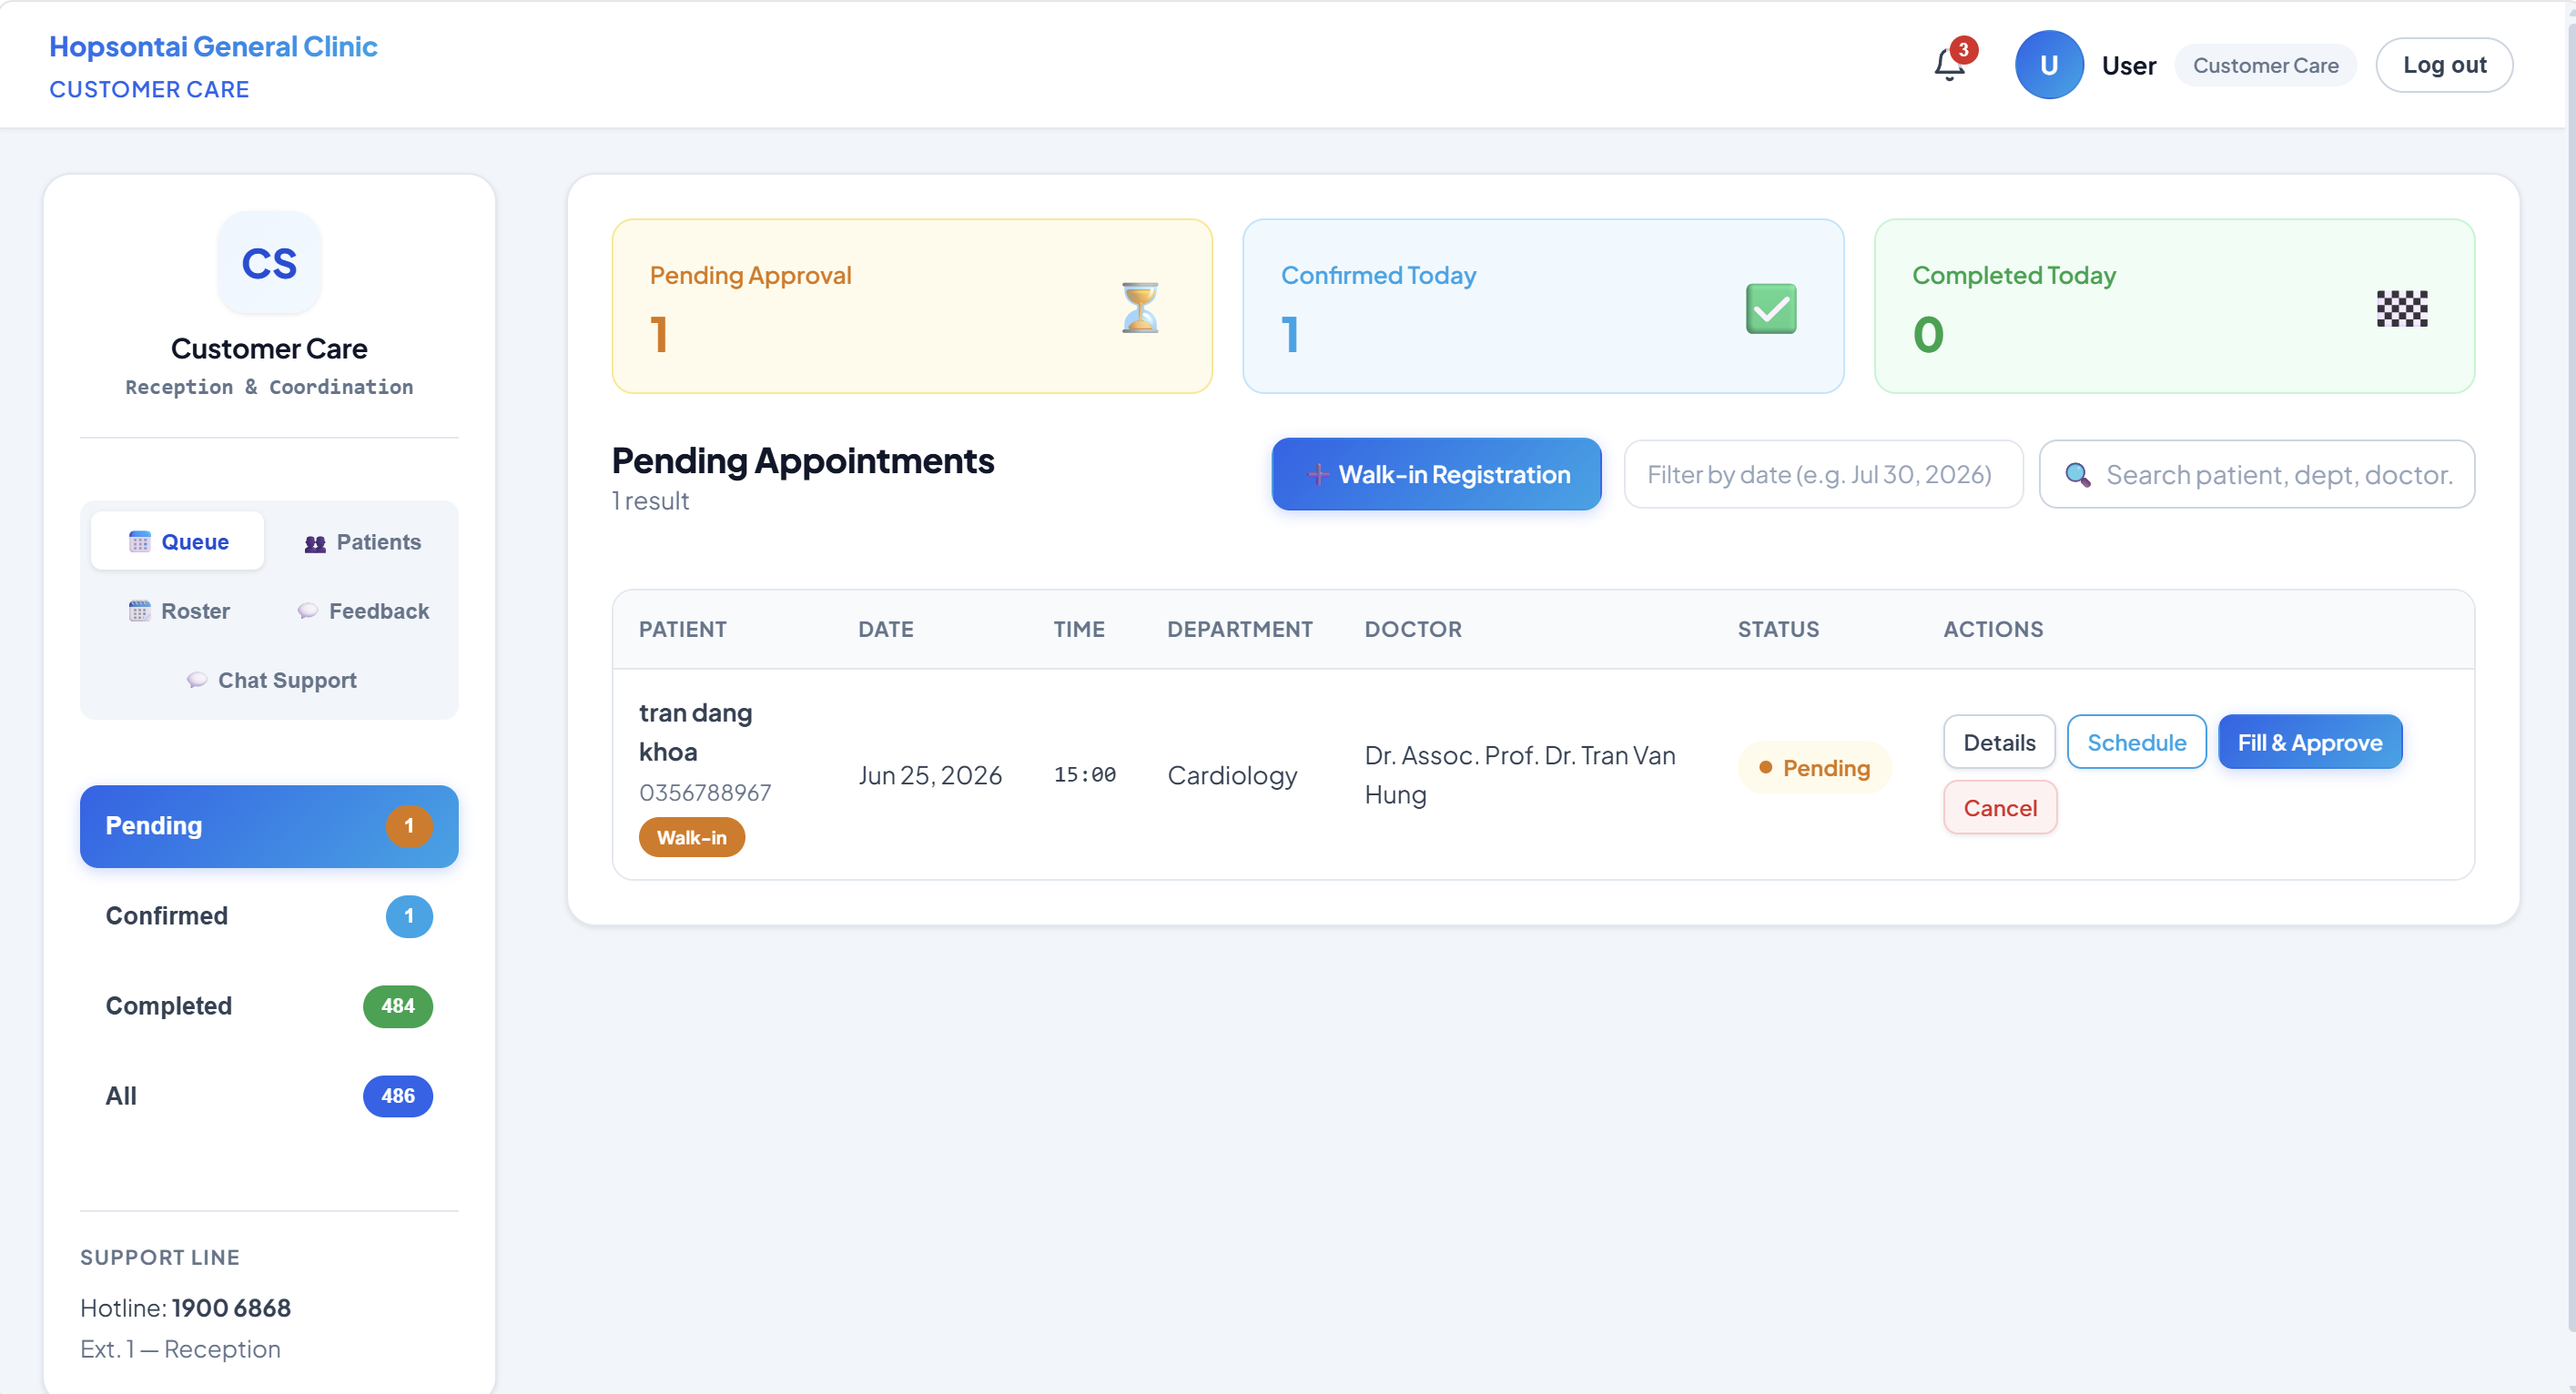 Hopsontai General Clinic
CUSTOMER CARE
3
U
User
Customer Care
Log out
CS
Customer Care
Reception & Coordination
Queue
Patients
Roster
Feedback
Chat Support
Pending
1
Confirmed
1
Completed
484
All
486
SUPPORT LINE
Hotline: 1900 6868
Ext. 1 — Reception
Pending Approval
1
Confirmed Today
1
Completed Today
0
Pending Appointments
1 result
Walk-in Registration
Filter by date (e.g. Jul 30, 2026)
Search patient, dept, doctor.
PATIENT DATE TIME DEPARTMENT DOCTOR STATUS ACTIONS
tran dang
khoa
0356788967
Walk-in
Jun 25, 2026
15:00
Cardiology
Dr. Assoc. Prof. Dr. Tran Van
Hung
Pending
Details
Schedule
Fill & Approve
Cancel